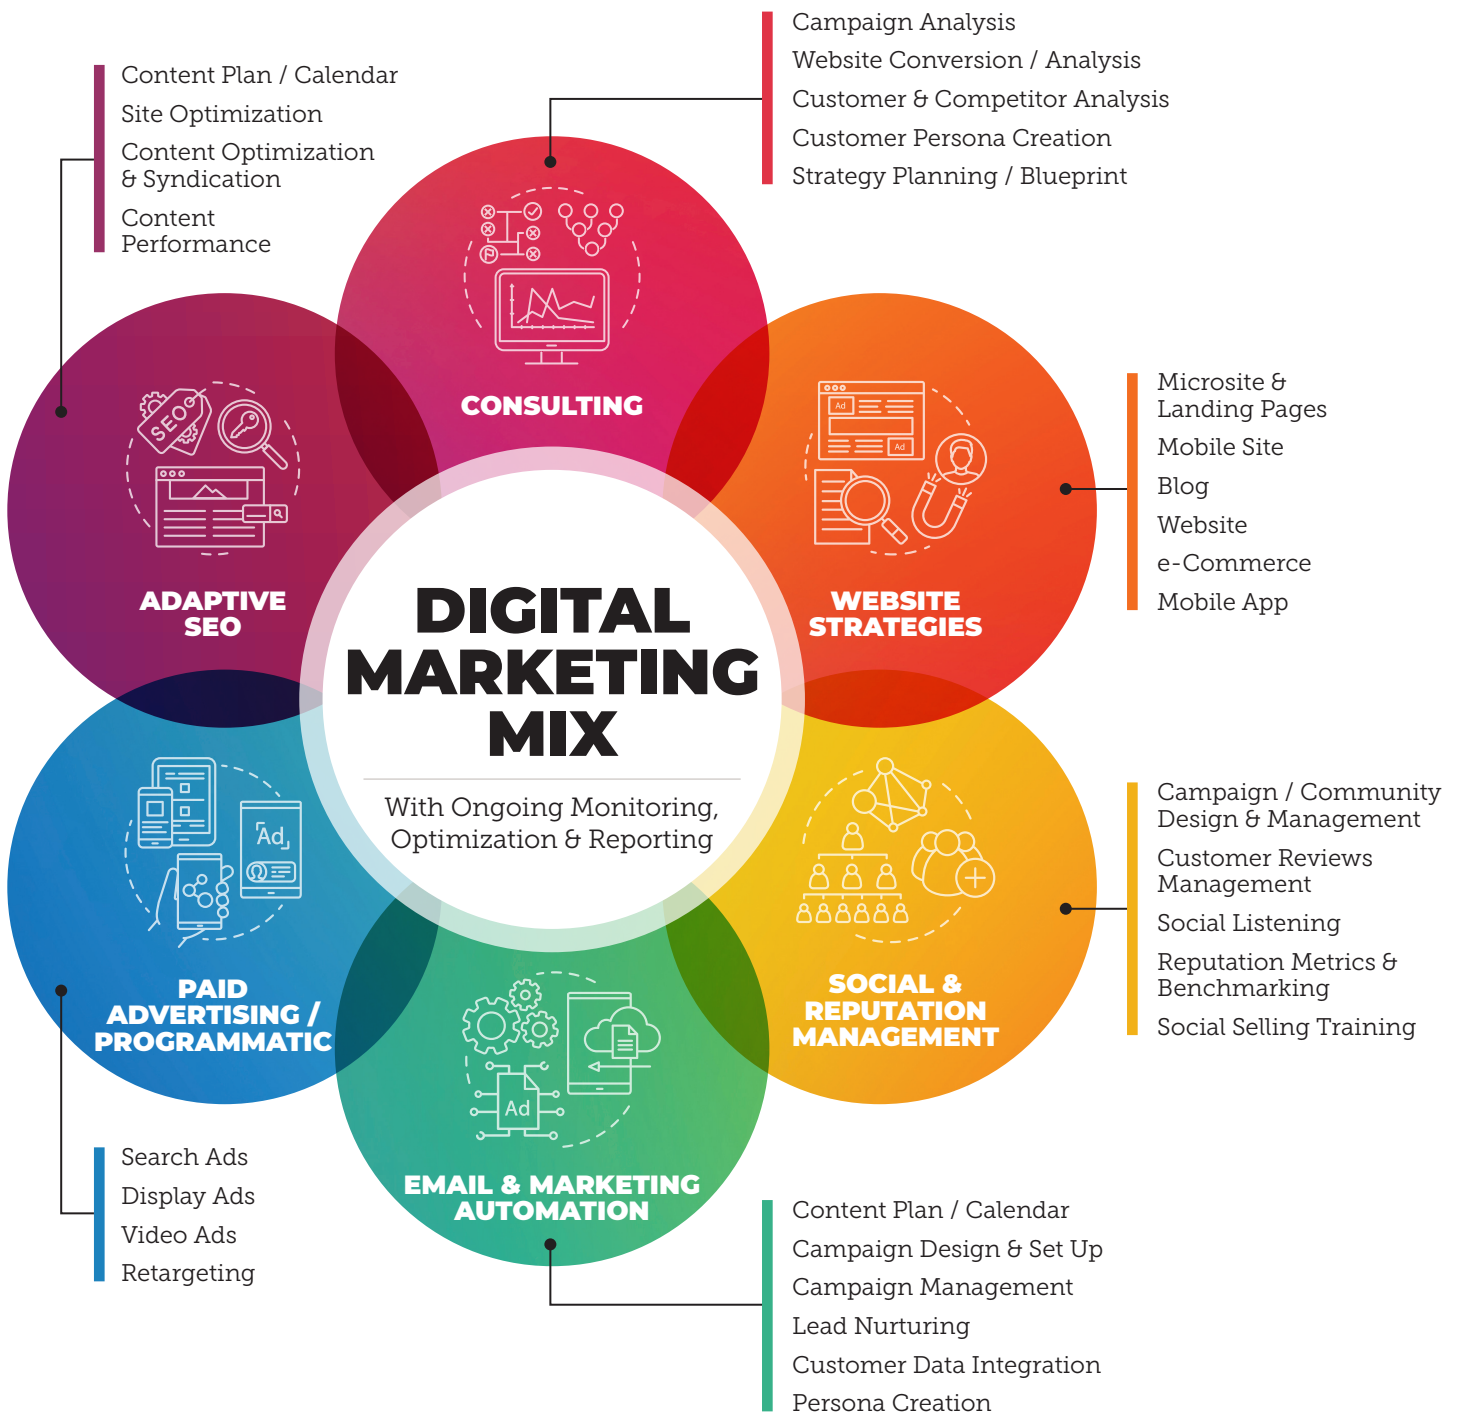 Campaign Analysis
Website Conversion / Analysis
Customer & Competitor Analysis
Customer Persona Creation
Strategy Planning / Blueprint
Content Plan / Calendar
Site Optimization
Content Optimization
& Syndication
Content
Performance
CONSULTING
SEO
ADAPTIVE
SEO
Ad
Ad
WEBSITE
STRATEGIES
Microsite &
Landing Pages
Mobile Site
Blog
Website
e-Commerce
Mobile App
DIGITAL
MARKETING
MIX
With Ongoing Monitoring,
Optimization & Reporting
Ad
PAID
ADVERTISING /
PROGRAMMATIC
SOCIAL &
REPUTATION
MANAGEMENT
Campaign / Community
Design & Management
Customer Reviews
Management
Social Listening
Reputation Metrics &
Benchmarking
Social Selling Training
Ad
EMAIL & MARKETING
AUTOMATION
Search Ads
Display Ads
Video Ads
Retargeting
Content Plan / Calendar
Campaign Design & Set Up
Campaign Management
Lead Nurturing
Customer Data Integration
Persona Creation